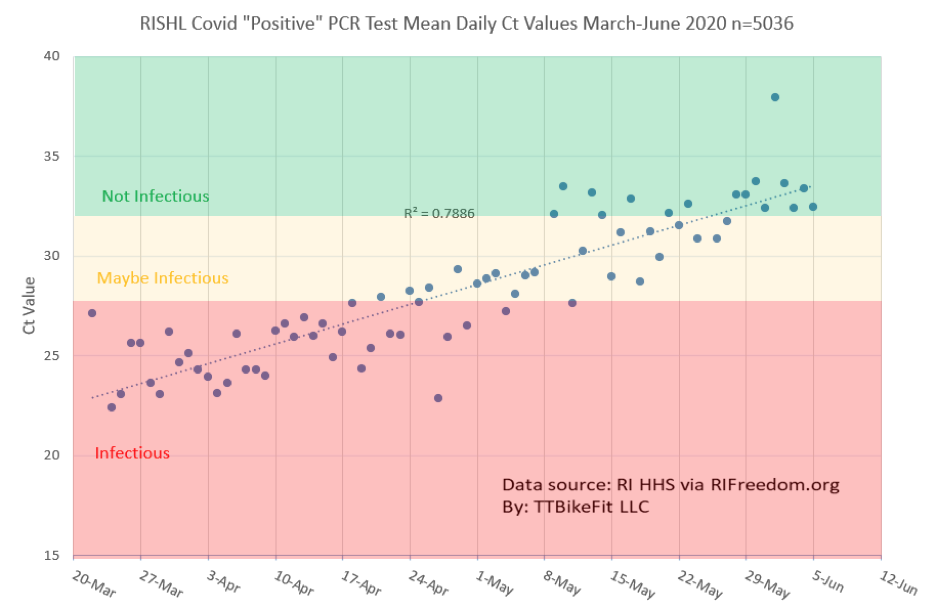 RISHL Covid "Positive" PCR Test Mean Daily Ct Values March-June 2020 n=5036
40
35
30
25
20
15
Ct Value
Not Infectious
R² = 0.7886
Maybe Infectious
Infectious
Data source: RI HHS via RIFreedom.org
By: TTBikeFit LLC
20-Mar
27-Mar
3-Apr
10-Apr
17-Apr
24-Apr
1-May
8-May
15-May
22-May
29-May
5-Jun
12-Jun